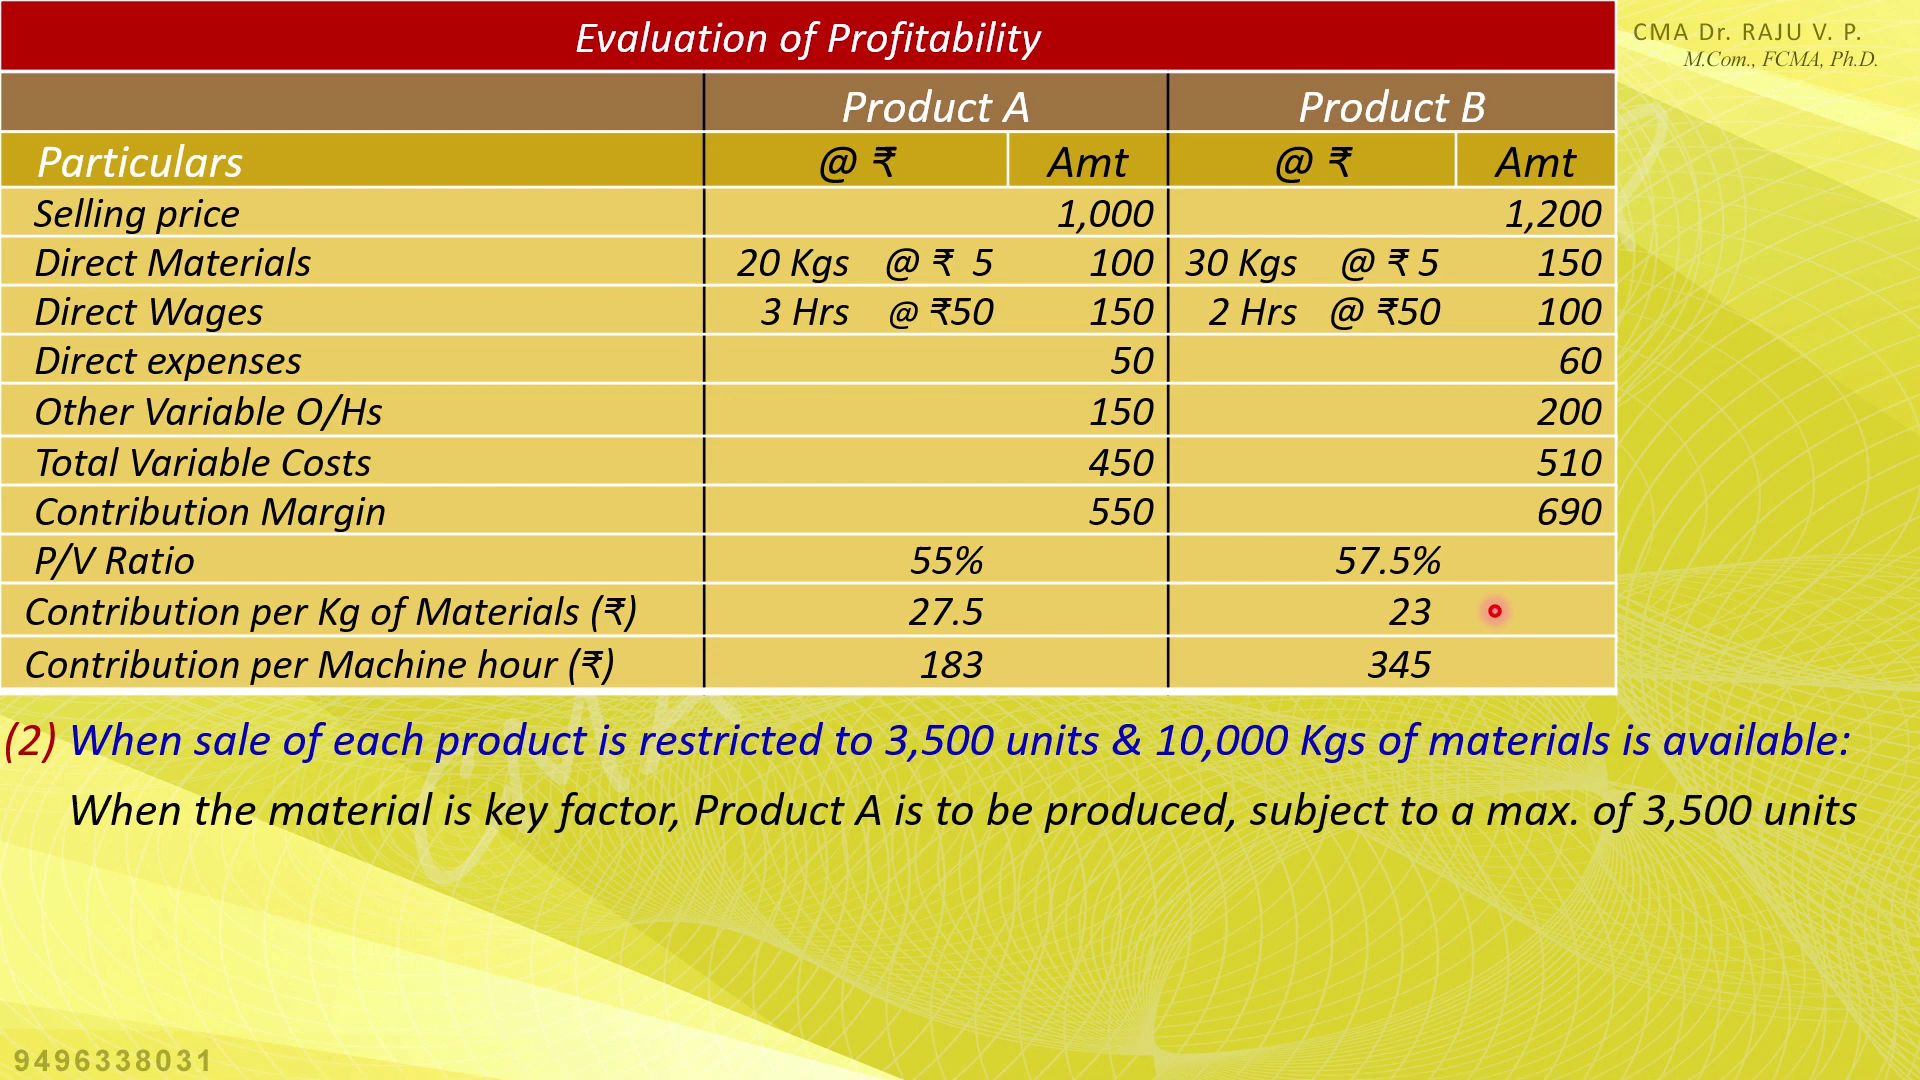 Evaluation of Profitability
CMA Dr. RAJU V. P.
M.Com., FCMA, Ph.D.
Product A Product B
Particulars @ ₹ Amt @ ₹ Amt
Selling price 1,000 1,200
Direct Materials 20 Kgs @ ₹ 5 100 30 Kgs @ ₹ 5 150
Direct Wages 3 Hrs @ ₹50 150 2 Hrs @ ₹50 100
Direct expenses 50 60
Other Variable O/Hs 150 200
Total Variable Costs 450 510
Contribution Margin 550 690
P/V Ratio 55% 57.5%
Contribution per Kg of Materials (₹) 27.5 23
Contribution per Machine hour (₹) 183 345
(2) When sale of each product is restricted to 3,500 units & 10,000 Kgs of materials is available:
When the material is key factor, Product A is to be produced, subject to a max. of 3,500 units
9496338031